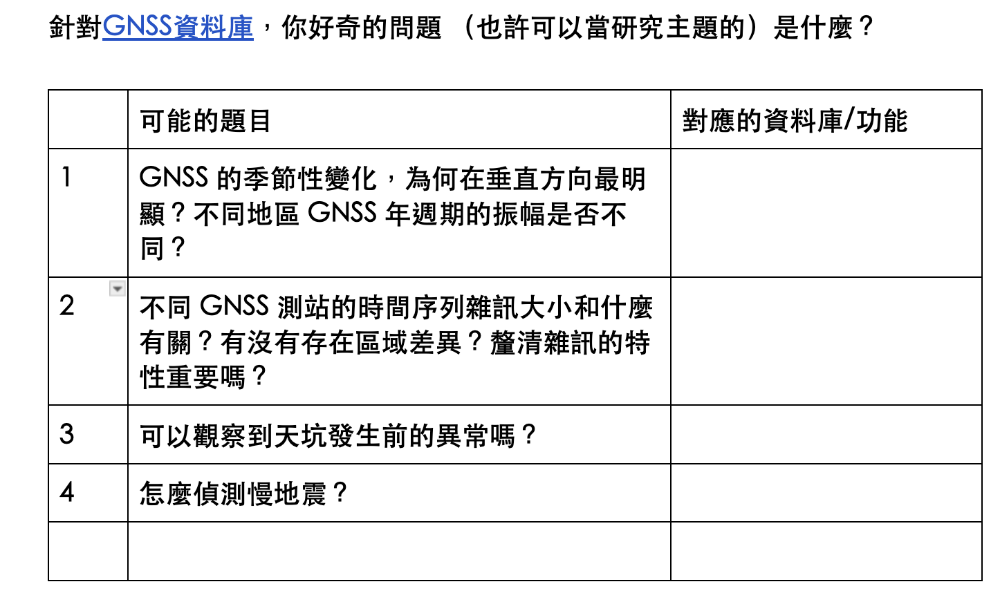 針對GNSS資料庫，你好奇的問題 （也許可以當研究主題的）是什麼？
可能的題目
對應的資料庫/功能
1
GNSS 的季節性變化，為何在垂直方向最明
顯？不同地區 GNSS 年週期的振幅是否不
同？
2
不同 GNSS 測站的時間序列雜訊大小和什麼
有關？有沒有存在區域差異？釐清雜訊的特
性重要嗎？
3
可以觀察到天坑發生前的異常嗎？
4
怎麼偵測慢地震？